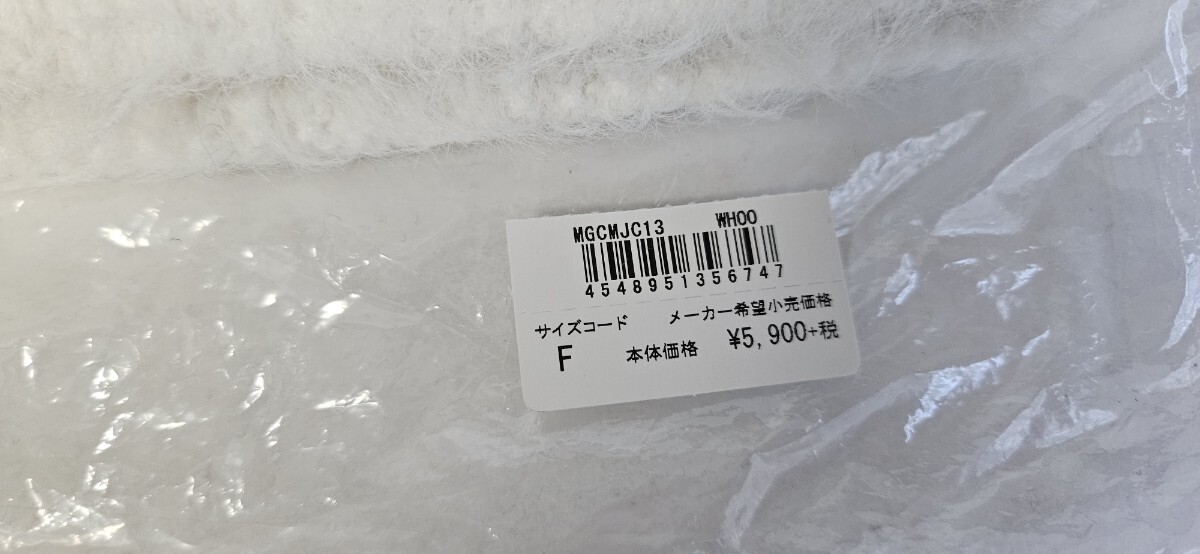 MGCMJC13 WH00
4548951356747
サイズコード メーカー希望小売価格
F 本体価格 ¥5,900+税